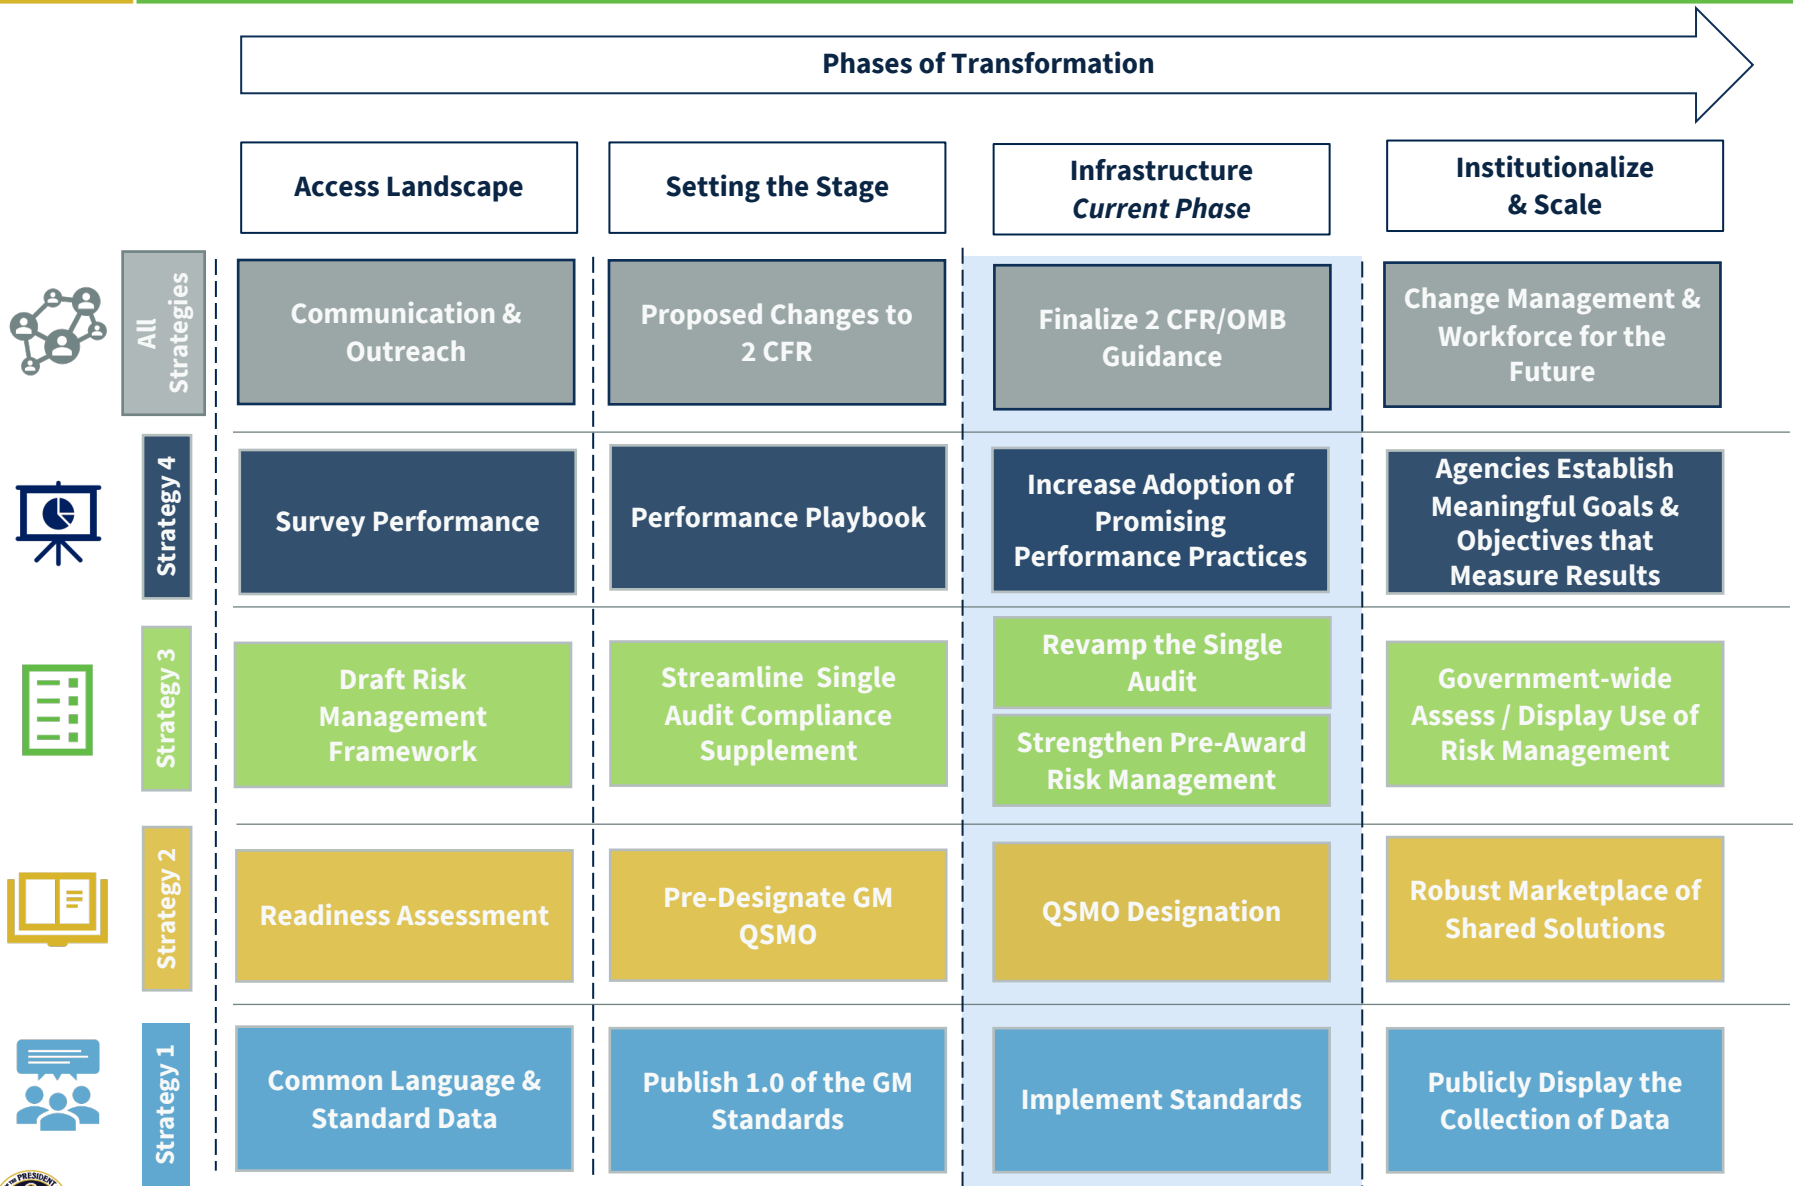 Phases of Transformation
Access Landscape
Setting the Stage
Infrastructure
Current Phase
Institutionalize
& Scale
All
Strategies
Communication &
Outreach
Proposed Changes to
2 CFR
Finalize 2 CFR/OMB
Guidance
Change Management &
Workforce for the
Future
Strategy 4
Survey Performance
Performance Playbook
Increase Adoption of
Promising
Performance Practices
Agencies Establish
Meaningful Goals &
Objectives that
Measure Results
Strategy 3
Draft Risk
Management
Framework
Streamline Single
Audit Compliance
Supplement
Revamp the Single
Audit
Strengthen Pre-Award
Risk Management
Government-wide
Assess / Display Use of
Risk Management
Strategy 2
Readiness Assessment
Pre-Designate GM
QSMO
QSMO Designation
Robust Marketplace of
Shared Solutions
Strategy 1
Common Language &
Standard Data
Publish 1.0 of the GM
Standards
Implement Standards
Publicly Display the
Collection of Data
THE PRESIDENT